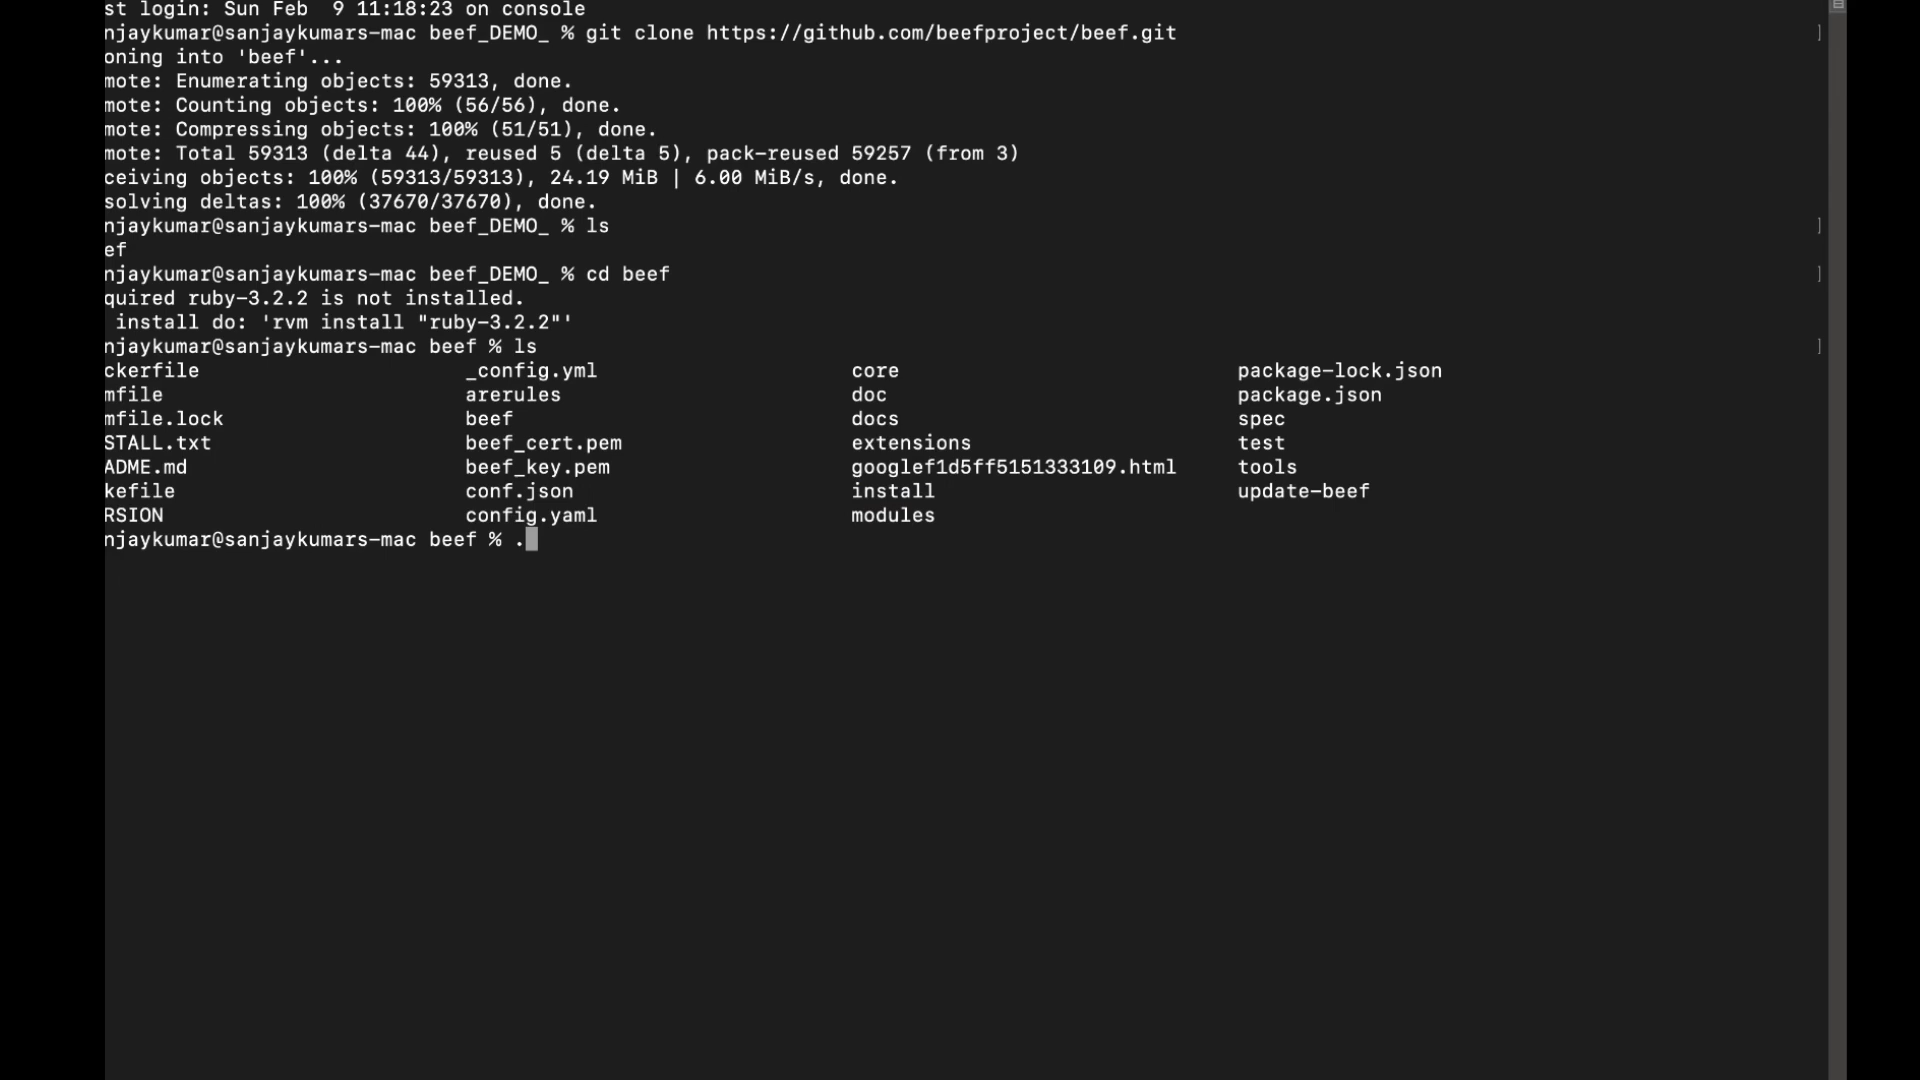 st login: Sun Feb  9 11:18:23 on console
njaykumar@sanjaykumars-mac beef_DEMO_ % git clone https://github.com/beefproject/beef.git ]
oning into 'beef'...
mote: Enumerating objects: 59313, done.
mote: Counting objects: 100% (56/56), done.
mote: Compressing objects: 100% (51/51), done.
mote: Total 59313 (delta 44), reused 5 (delta 5), pack-reused 59257 (from 3)
ceiving objects: 100% (59313/59313), 24.19 MiB | 6.00 MiB/s, done.
solving deltas: 100% (37670/37670), done.
njaykumar@sanjaykumars-mac beef_DEMO_ % ls ]
ef
njaykumar@sanjaykumars-mac beef_DEMO_ % cd beef ]
quired ruby-3.2.2 is not installed.
 install do: 'rvm install "ruby-3.2.2"'
njaykumar@sanjaykumars-mac beef % ls ]
ckerfile _config.yml core package-lock.json
mfile arerules doc package.json
mfile.lock beef docs spec
STALL.txt beef_cert.pem extensions test
ADME.md beef_key.pem googlef1d5ff5151333109.html tools
kefile conf.json install update-beef
RSION config.yaml modules
njaykumar@sanjaykumars-mac beef % .